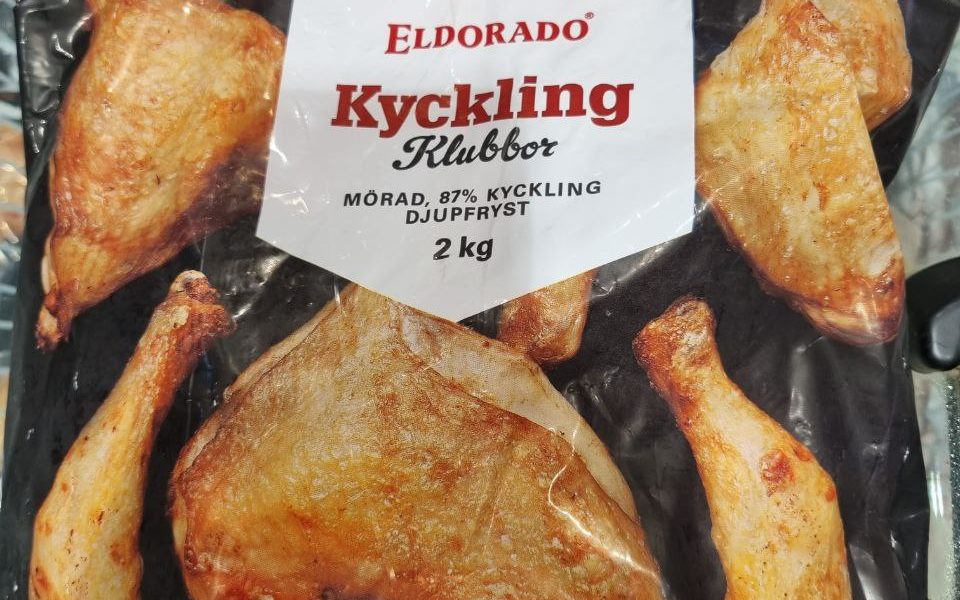 ELDORADO®
Kyckling
Klubbor
MÖRAD, 87% KYCKLING
DJUPFRYST
2 kg